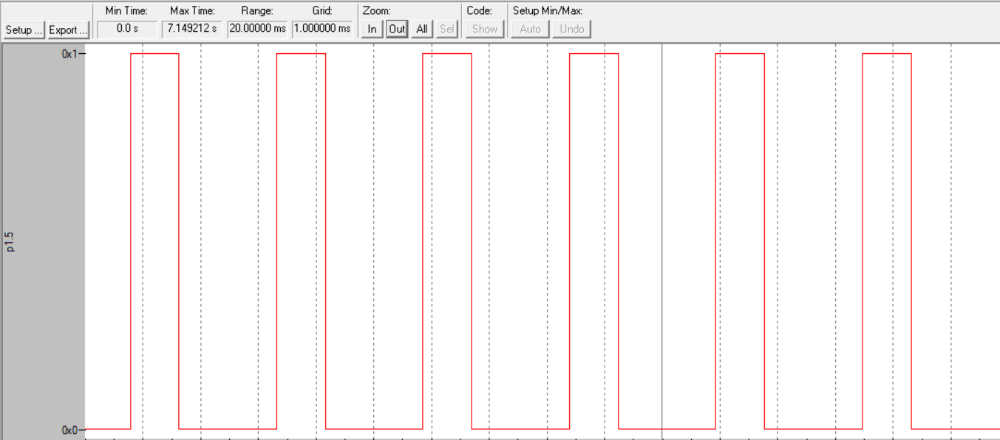 Min Time: Max Time: Range: Grid: Zoom: Code: Setup Min/Max:
Setup ... Export ... 0.0 s 7.149212 s 20.00000 ms 1.000000 ms In Out All Sel Show Auto Undo
0x1
p1.5
0x0